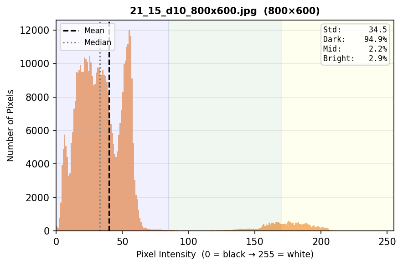 21_15_d10_800x600.jpg  (800×600)
Mean
Median
Std: 34.5
Dark: 94.9%
Mid: 2.2%
Bright: 2.9%
12000
10000
8000
6000
4000
2000
0
Number of Pixels
0 50 100 150 200 250
Pixel Intensity  (0 = black → 255 = white)